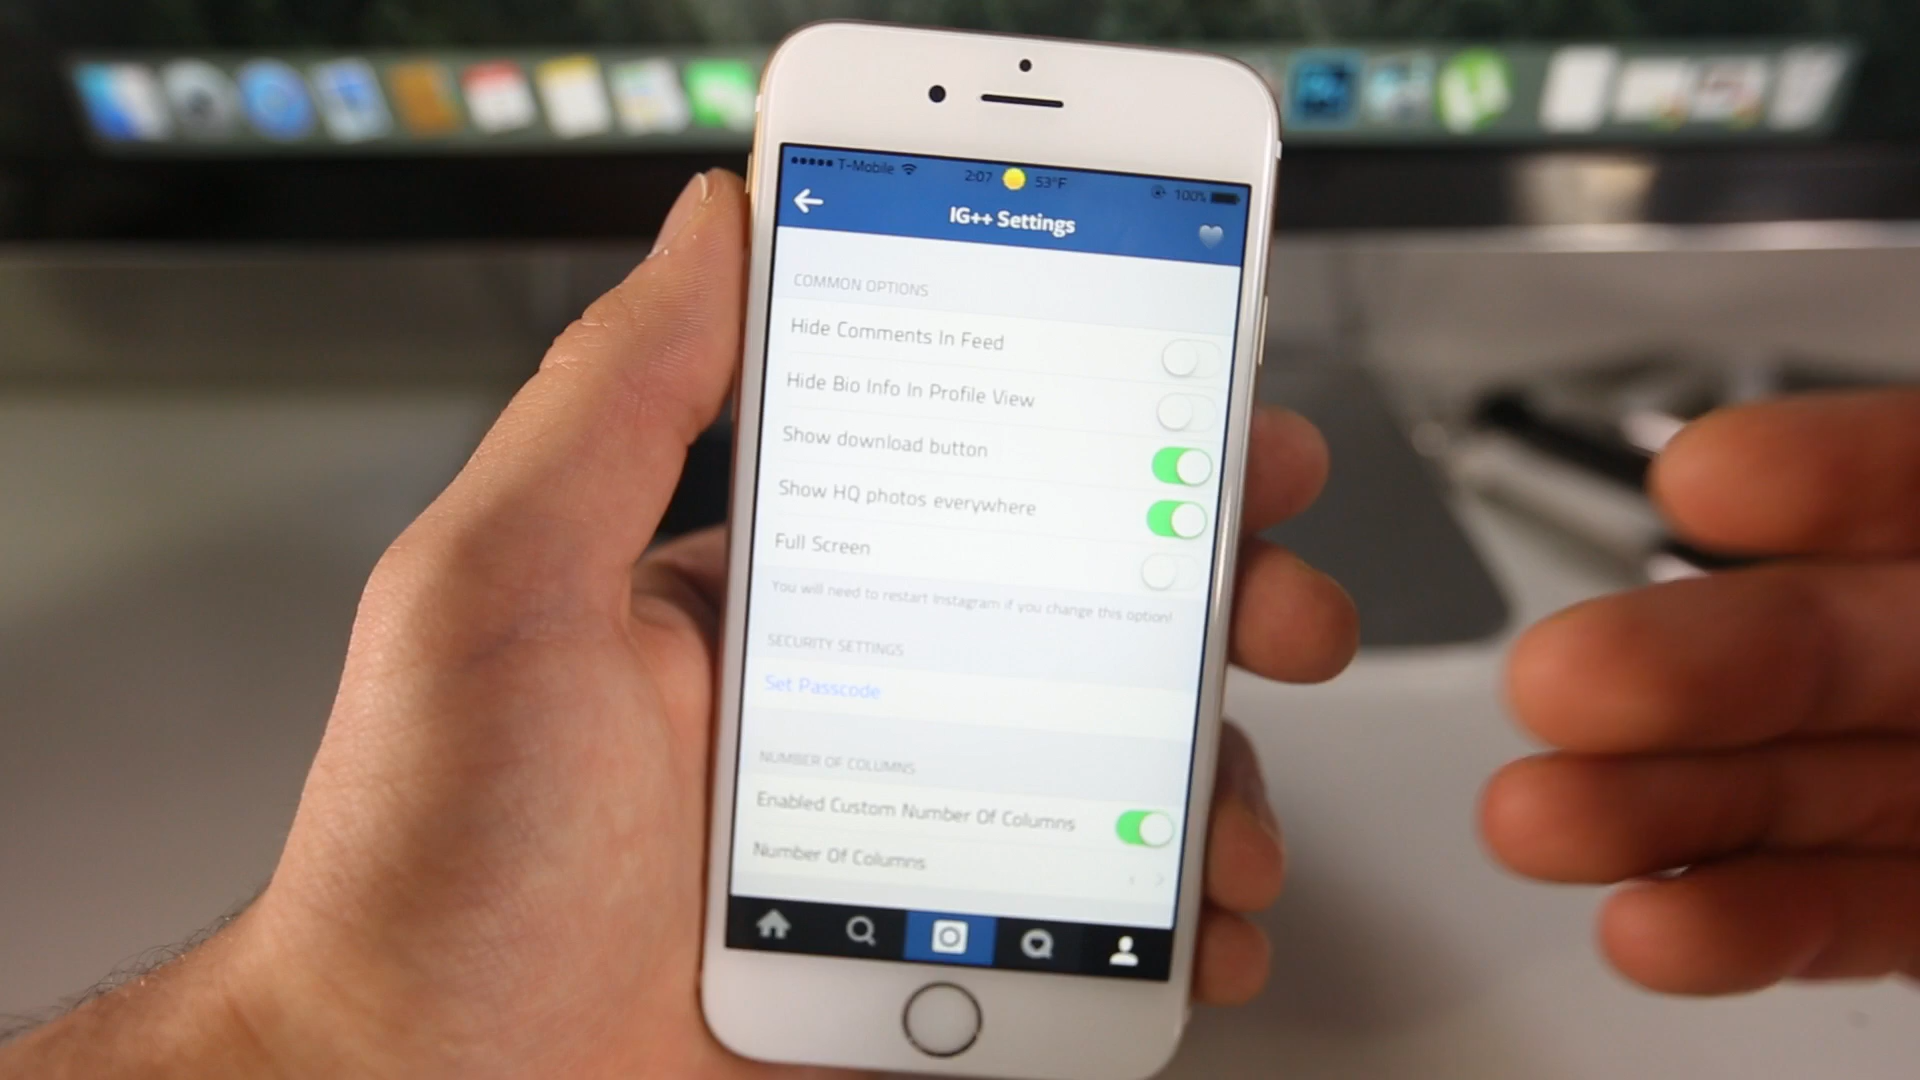 T-Mobile 2:07 53°F 100%
IG++ Settings
COMMON OPTIONS
Hide Comments In Feed
Hide Bio Info In Profile View
Show download button
Show HQ photos everywhere
Full Screen
You will need to restart Instagram if you change this option!
SECURITY SETTINGS
Set Passcode
NUMBER OF COLUMNS
Enabled Custom Number Of Columns
Number Of Columns